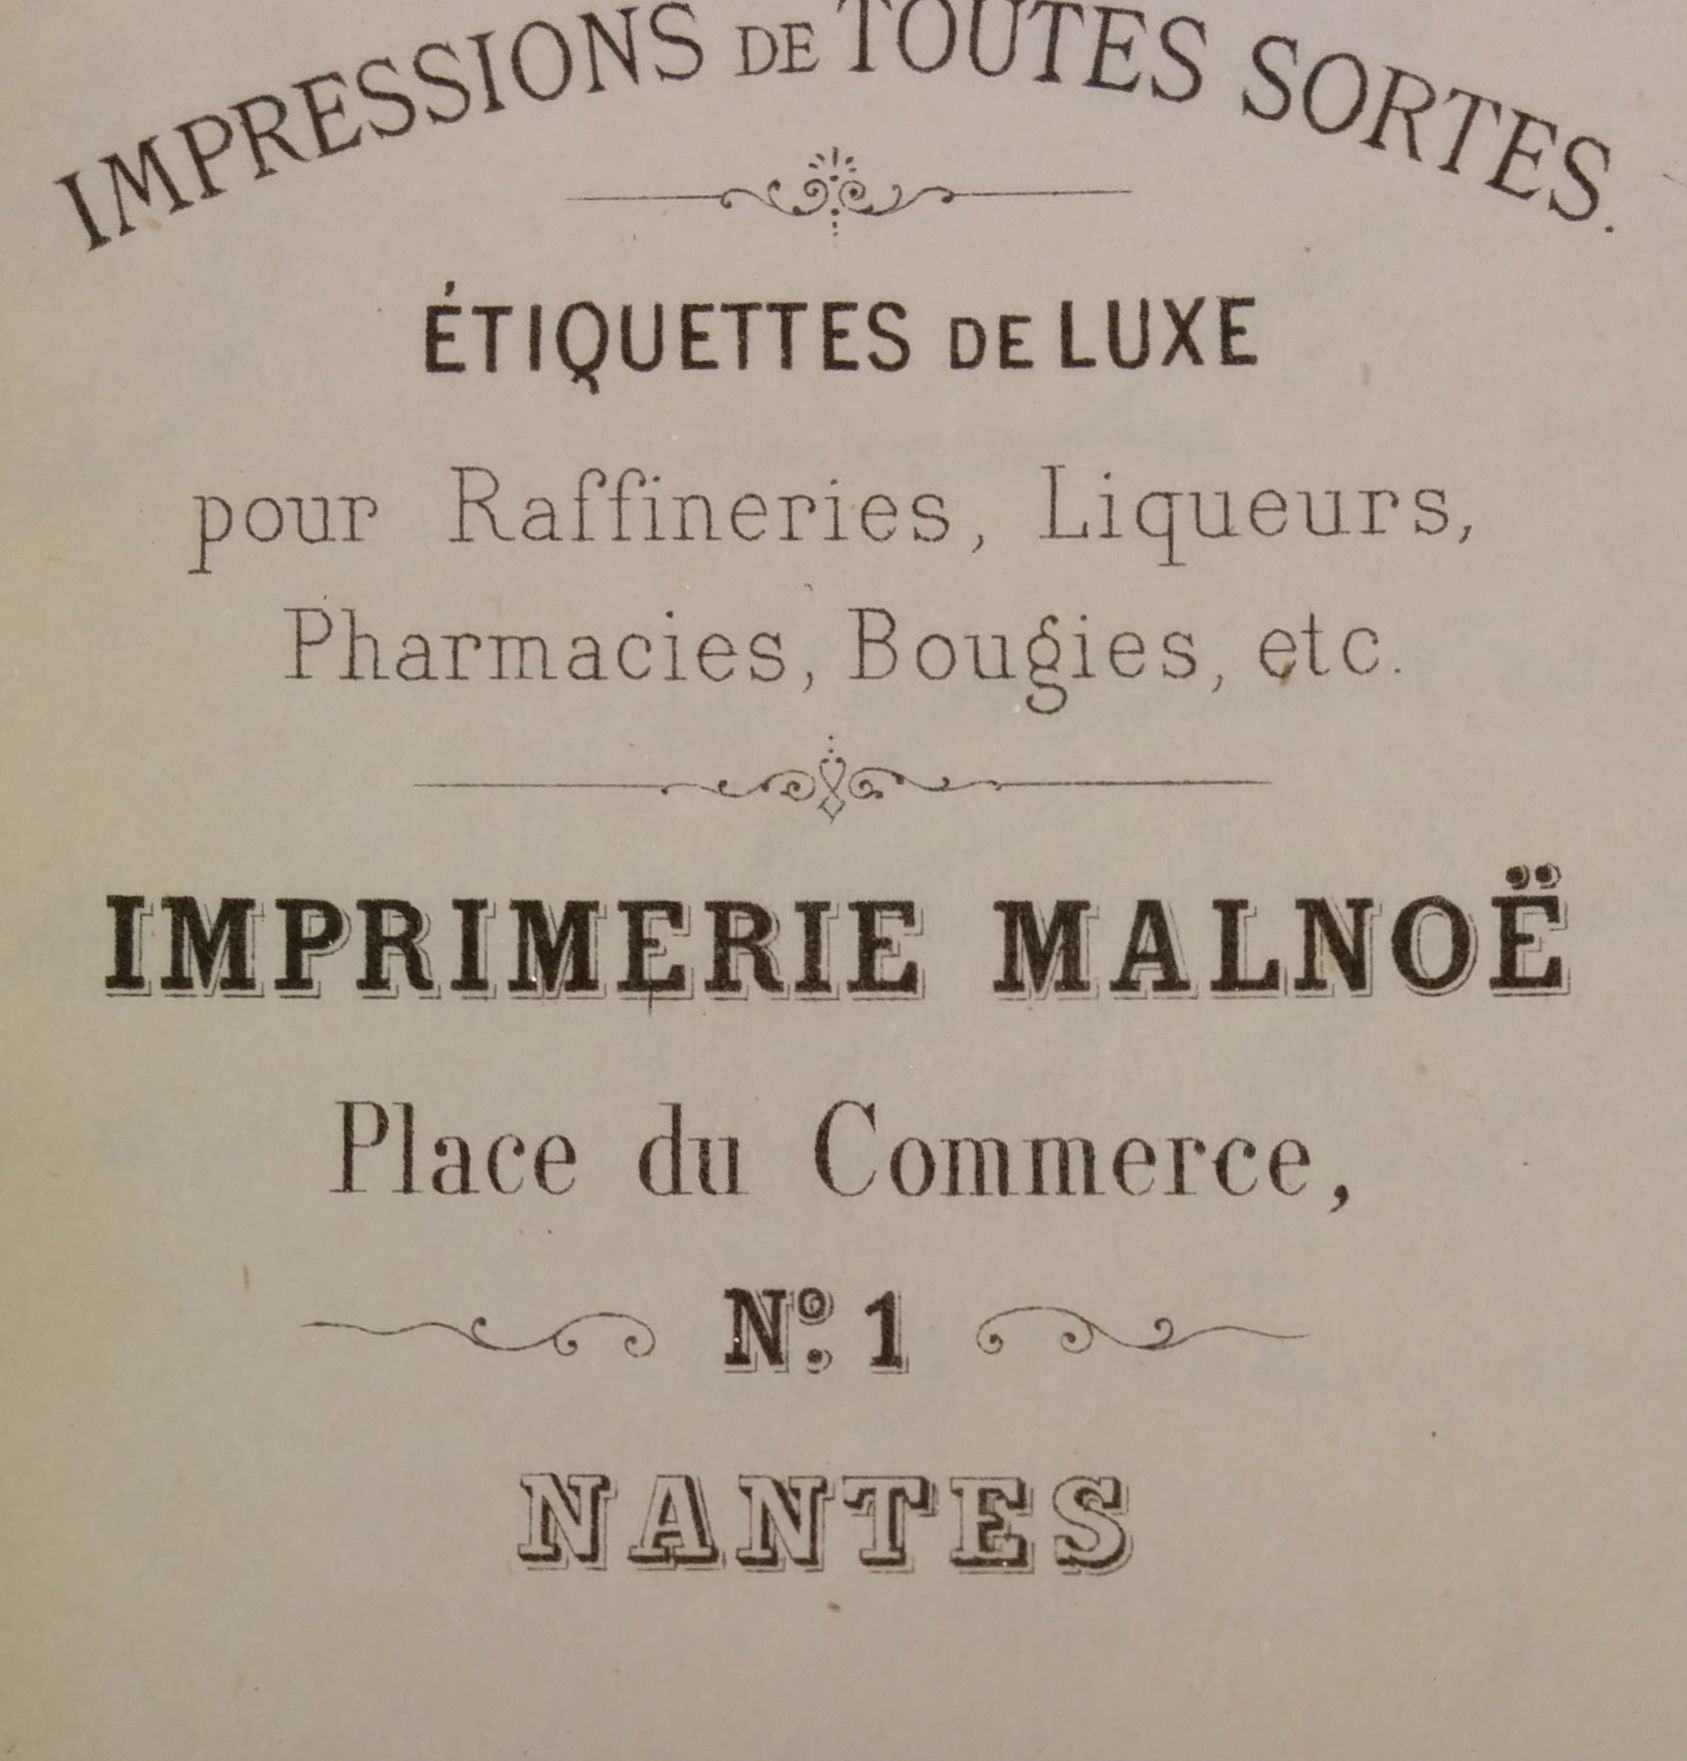 IMPRESSIONS DE TOUTES SORTES.
ÉTIQUETTES DE LUXE
pour Raffineries, Liqueurs,
Pharmacies, Bougies, etc.
IMPRIMERIE MALNOË
Place du Commerce,
Nº 1
NANTES